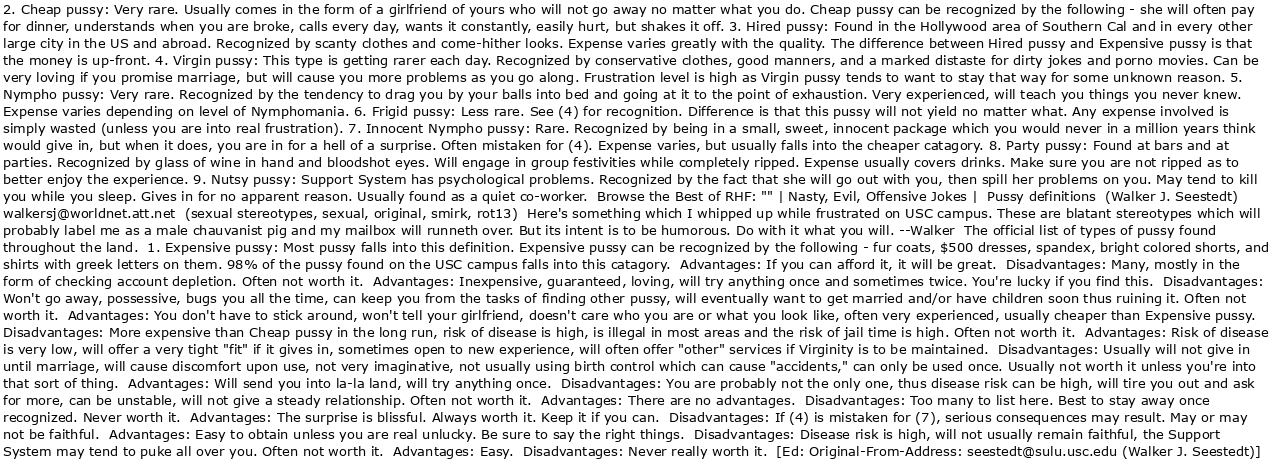 2. Cheap pussy: Very rare. Usually comes in the form of a girlfriend of yours who will not go away no matter what you do. Cheap pussy can be recognized by the following - she will often pay
for dinner, understands when you are broke, calls every day, wants it constantly, easily hurt, but shakes it off. 3. Hired pussy: Found in the Hollywood area of Southern Cal and in every other
large city in the US and abroad. Recognized by scanty clothes and come-hither looks. Expense varies greatly with the quality. The difference between Hired pussy and Expensive pussy is that
the money is up-front. 4. Virgin pussy: This type is getting rarer each day. Recognized by conservative clothes, good manners, and a marked distaste for dirty jokes and porno movies. Can be
very loving if you promise marriage, but will cause you more problems as you go along. Frustration level is high as Virgin pussy tends to want to stay that way for some unknown reason. 5.
Nympho pussy: Very rare. Recognized by the tendency to drag you by your balls into bed and going at it to the point of exhaustion. Very experienced, will teach you things you never knew.
Expense varies depending on level of Nymphomania. 6. Frigid pussy: Less rare. See (4) for recognition. Difference is that this pussy will not yield no matter what. Any expense involved is
simply wasted (unless you are into real frustration). 7. Innocent Nympho pussy: Rare. Recognized by being in a small, sweet, innocent package which you would never in a million years think
would give in, but when it does, you are in for a hell of a surprise. Often mistaken for (4). Expense varies, but usually falls into the cheaper catagory. 8. Party pussy: Found at bars and at
parties. Recognized by glass of wine in hand and bloodshot eyes. Will engage in group festivities while completely ripped. Expense usually covers drinks. Make sure you are not ripped as to
better enjoy the experience. 9. Nutsy pussy: Support System has psychological problems. Recognized by the fact that she will go out with you, then spill her problems on you. May tend to kill
you while you sleep. Gives in for no apparent reason. Usually found as a quiet co-worker.  Browse the Best of RHF: "" | Nasty, Evil, Offensive Jokes |  Pussy definitions  (Walker J. Seestedt)
walkersj@worldnet.att.net  (sexual stereotypes, sexual, original, smirk, rot13)  Here's something which I whipped up while frustrated on USC campus. These are blatant stereotypes which will
probably label me as a male chauvanist pig and my mailbox will runneth over. But its intent is to be humorous. Do with it what you will. --Walker  The official list of types of pussy found
throughout the land.  1. Expensive pussy: Most pussy falls into this definition. Expensive pussy can be recognized by the following - fur coats, $500 dresses, spandex, bright colored shorts, and
shirts with greek letters on them. 98% of the pussy found on the USC campus falls into this catagory.  Advantages: If you can afford it, it will be great.  Disadvantages: Many, mostly in the
form of checking account depletion. Often not worth it.  Advantages: Inexpensive, guaranteed, loving, will try anything once and sometimes twice. You're lucky if you find this.  Disadvantages:
Won't go away, possessive, bugs you all the time, can keep you from the tasks of finding other pussy, will eventually want to get married and/or have children soon thus ruining it. Often not
worth it.  Advantages: You don't have to stick around, won't tell your girlfriend, doesn't care who you are or what you look like, often very experienced, usually cheaper than Expensive pussy.
Disadvantages: More expensive than Cheap pussy in the long run, risk of disease is high, is illegal in most areas and the risk of jail time is high. Often not worth it.  Advantages: Risk of disease
is very low, will offer a very tight "fit" if it gives in, sometimes open to new experience, will often offer "other" services if Virginity is to be maintained.  Disadvantages: Usually will not give in
until marriage, will cause discomfort upon use, not very imaginative, not usually using birth control which can cause "accidents," can only be used once. Usually not worth it unless you're into
that sort of thing.  Advantages: Will send you into la-la land, will try anything once.  Disadvantages: You are probably not the only one, thus disease risk can be high, will tire you out and ask
for more, can be unstable, will not give a steady relationship. Often not worth it.  Advantages: There are no advantages.  Disadvantages: Too many to list here. Best to stay away once
recognized. Never worth it.  Advantages: The surprise is blissful. Always worth it. Keep it if you can.  Disadvantages: If (4) is mistaken for (7), serious consequences may result. May or may
not be faithful.  Advantages: Easy to obtain unless you are real unlucky. Be sure to say the right things.  Disadvantages: Disease risk is high, will not usually remain faithful, the Support
System may tend to puke all over you. Often not worth it.  Advantages: Easy.  Disadvantages: Never really worth it.  [Ed: Original-From-Address: seestedt@sulu.usc.edu (Walker J. Seestedt)]